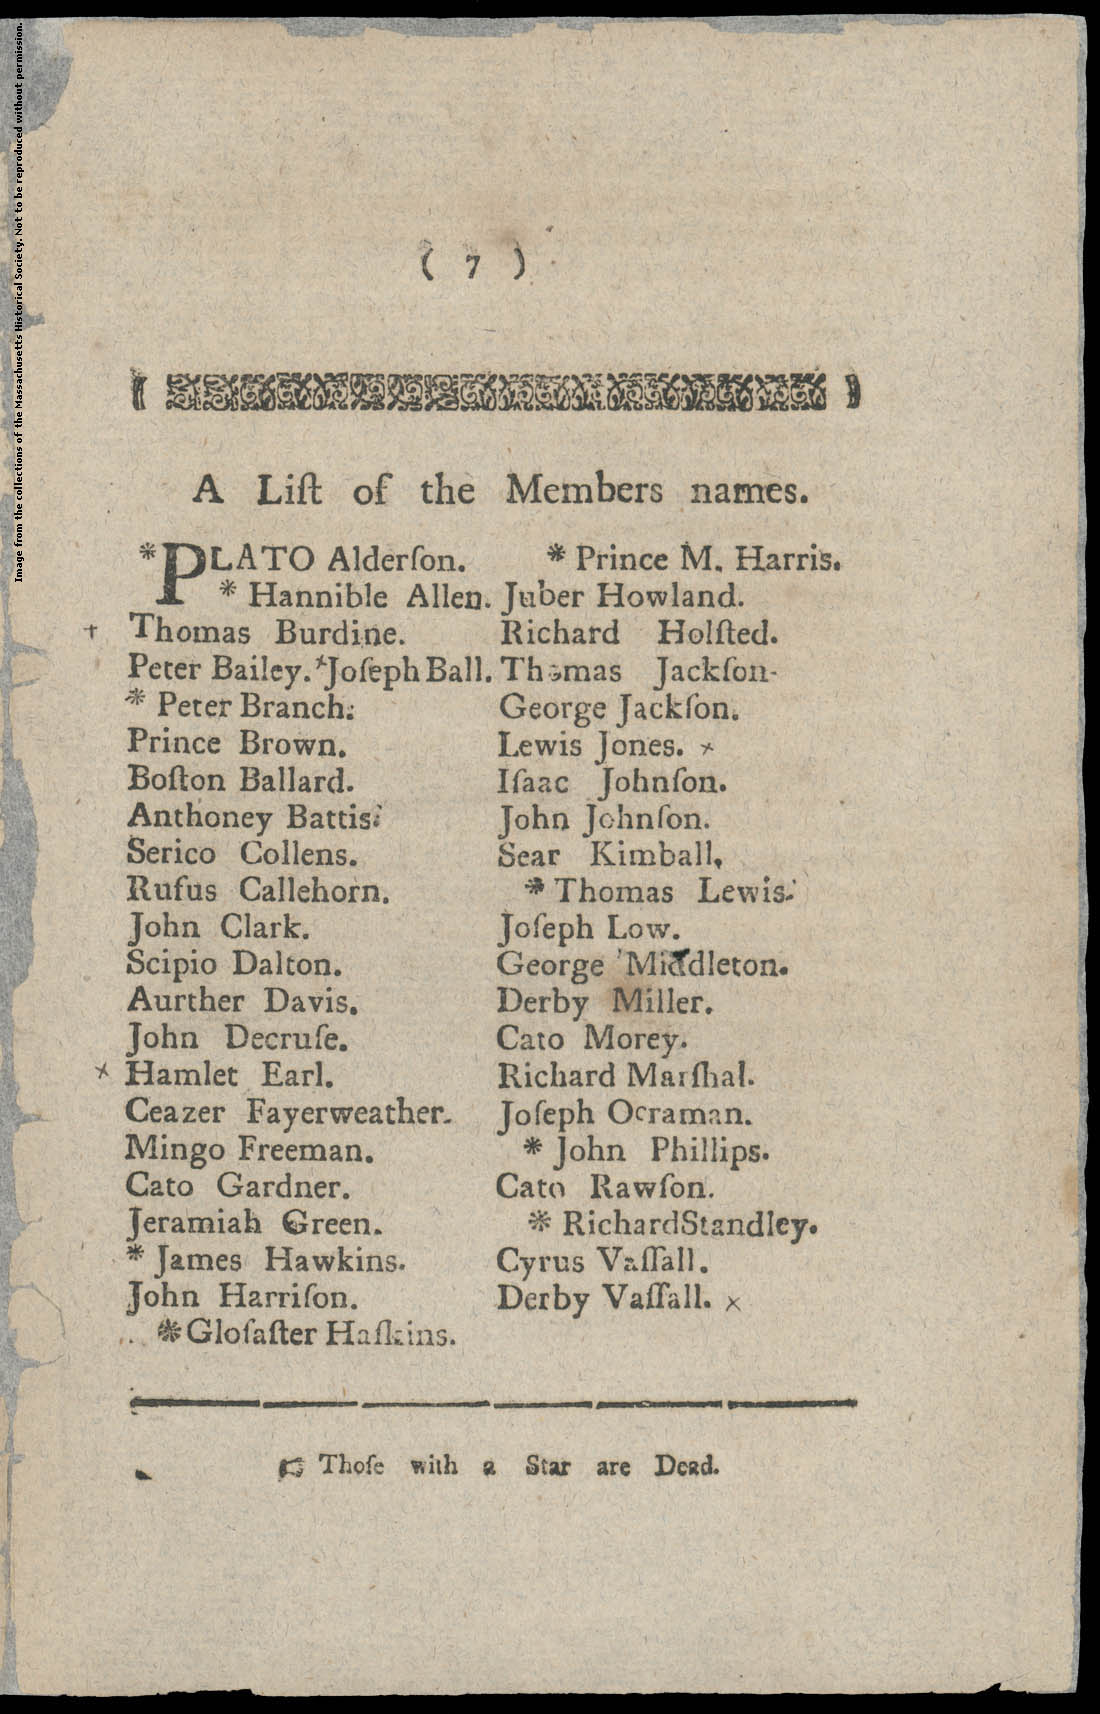 Image from the collections of the Massachusetts Historical Society. Not to be reproduced without permission.
( 7 )
A Liſt of the Members names.
* PLATO Alderſon.
* Hannible Allen.
Thomas Burdine.
Peter Bailey. *Joſeph Ball.
* Peter Branch.
Prince Brown.
Boſton Ballard.
Anthoney Battis.
Serico Collens.
Rufus Callehorn.
John Clark.
Scipio Dalton.
Aurther Davis.
John Decruſe.
Hamlet Earl.
Ceazer Fayerweather.
Mingo Freeman.
Cato Gardner.
Jeramiah Green.
* James Hawkins.
John Harriſon.
* Gloſaſter Haſkins.
* Prince M. Harris.
Juber Howland.
Richard Holſted.
Thomas Jackſon.
George Jackſon.
Lewis Jones.
Iſaac Johnſon.
John Johnſon.
Sear Kimball,
* Thomas Lewis.
Joſeph Low.
George Middleton.
Derby Miller.
Cato Morey.
Richard Marſhal.
Joſeph Ocraman.
* John Phillips.
Cato Rawſon.
* Richard Standley.
Cyrus Vaſſall.
Derby Vaſſall.
☞ Thoſe with a Star are Dead.